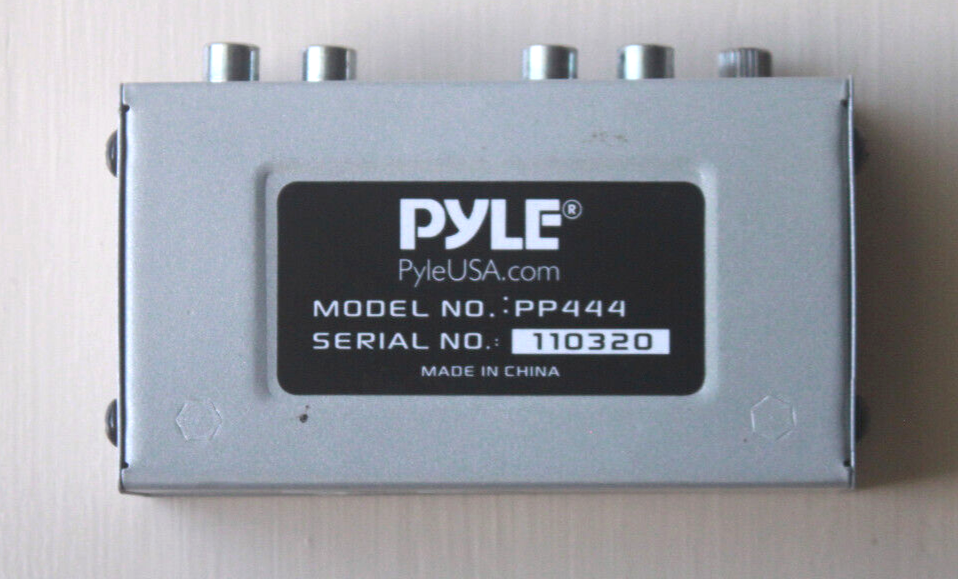 PYLE®
PyleUSA.com
MODEL NO.:PP444
SERIAL NO.: 110320
MADE IN CHINA